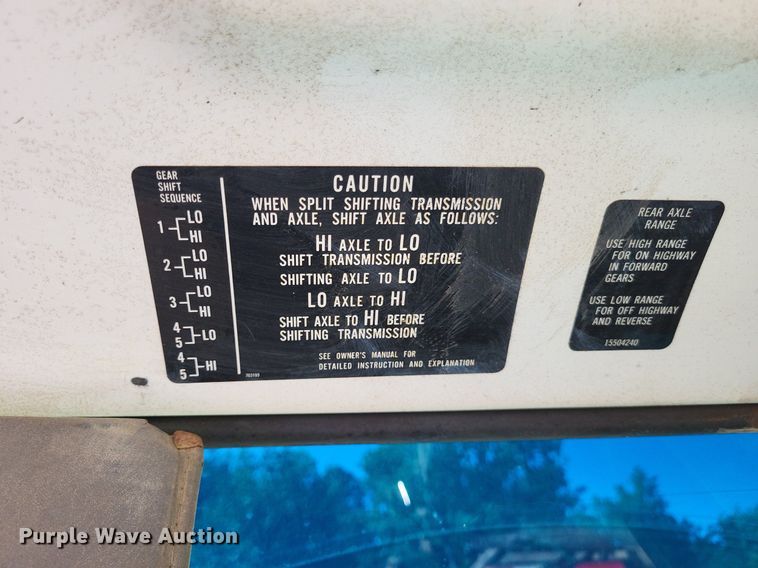 GEAR
SHIFT
SEQUENCE
1 LO
HI
2 LO
HI
3 LO
HI
4
5 LO
4
5 HI
CAUTION
WHEN SPLIT SHIFTING TRANSMISSION
AND AXLE, SHIFT AXLE AS FOLLOWS:
HI AXLE TO LO
SHIFT TRANSMISSION BEFORE
SHIFTING AXLE TO LO
LO AXLE TO HI
SHIFT AXLE TO HI BEFORE
SHIFTING TRANSMISSION
SEE OWNER'S MANUAL FOR
DETAILED INSTRUCTION AND EXPLANATION
REAR AXLE
RANGE
USE HIGH RANGE
FOR ON HIGHWAY
IN FORWARD
GEARS
USE LOW RANGE
FOR OFF HIGHWAY
AND REVERSE
15504240
Purple Wave Auction